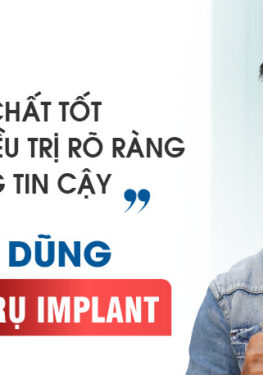 CHẤT TỐT
ỀU TRỊ RÕ RÀNG
G TIN CẬY ”
DŨNG
RỤ IMPLANT